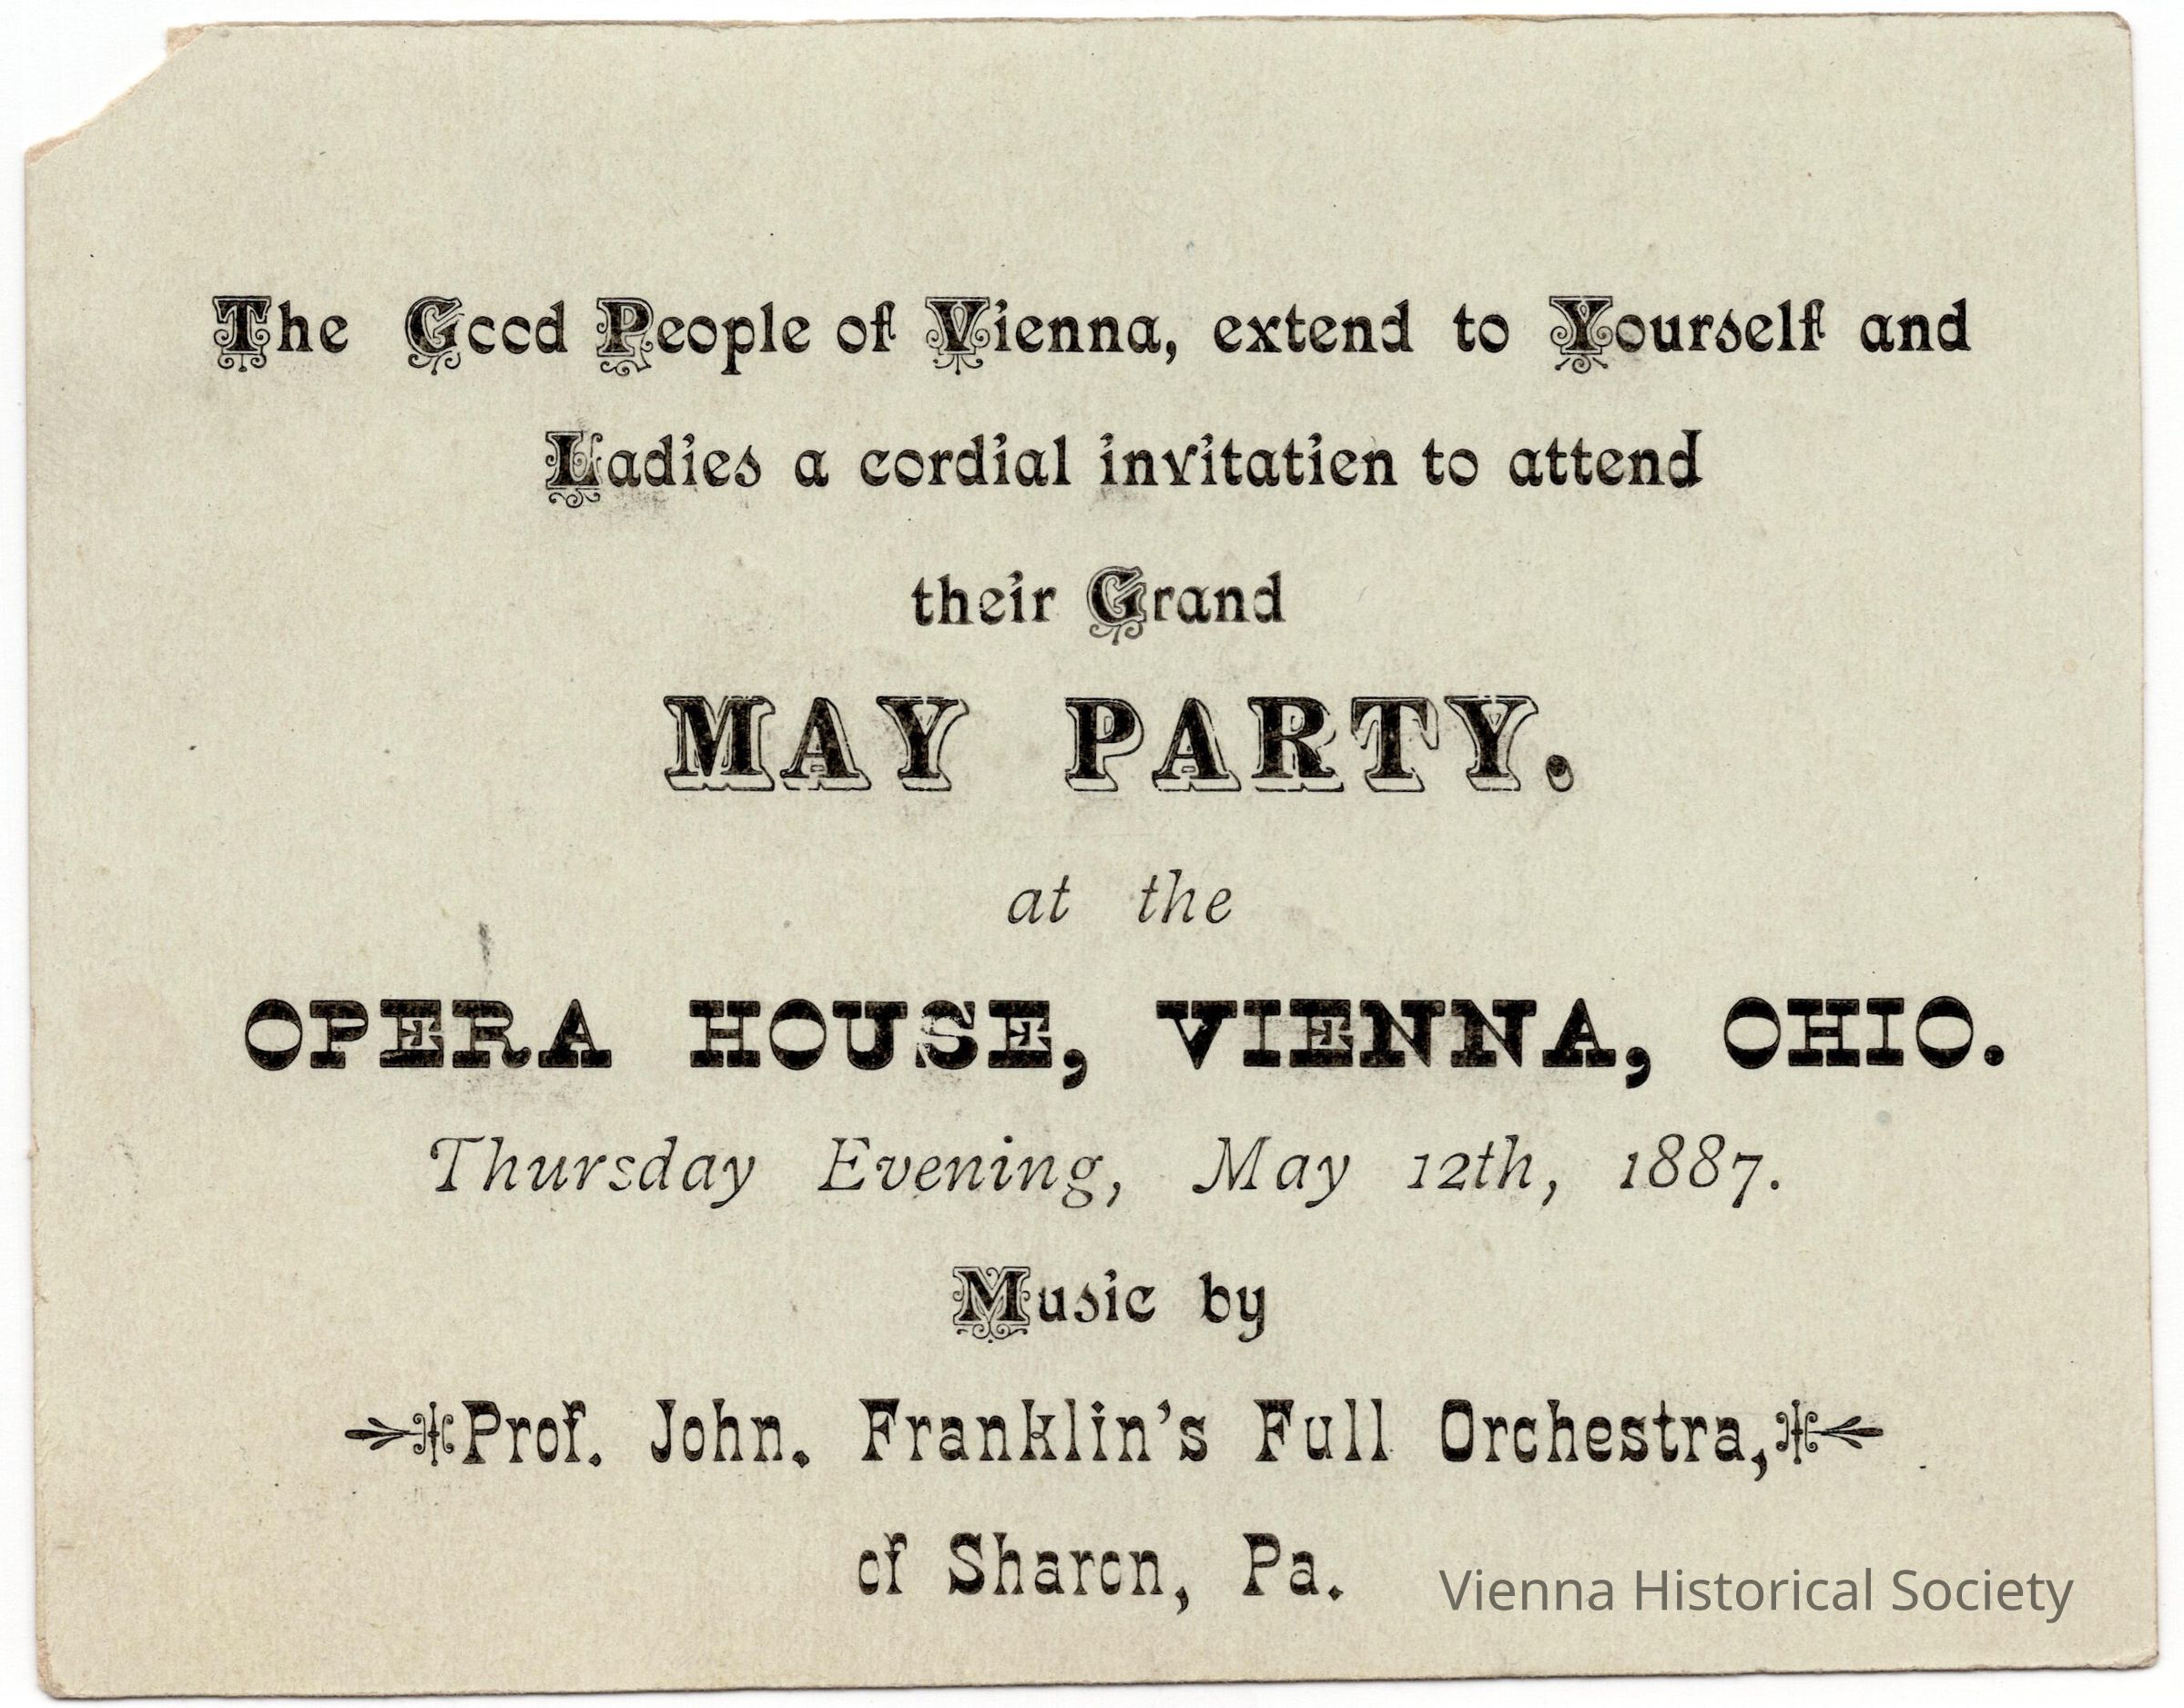 The Good People of Vienna, extend to Yourself and
Ladies a cordial invitation to attend
their Grand
MAY PARTY.
at the
OPERA HOUSE, VIENNA, OHIO.
Thursday Evening, May 12th, 1887.
Music by
Prof. John. Franklin's Full Orchestra,
of Sharon, Pa.
Vienna Historical Society